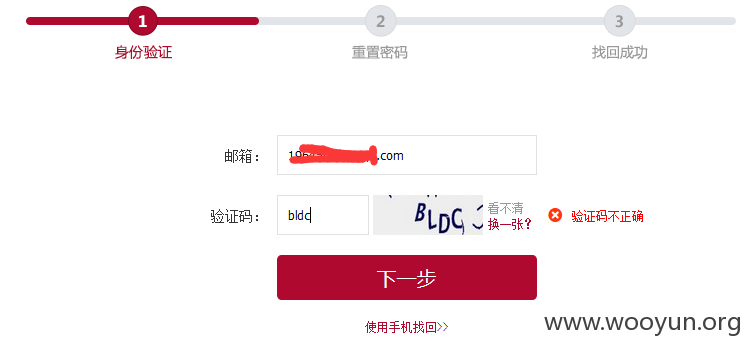 1 2 3
身份验证 重置密码 找回成功
邮箱： .com
验证码： bldc BLDC 看不清 验证码不正确
换一张?
下一步
使用手机找回>>
www.wooyun.org